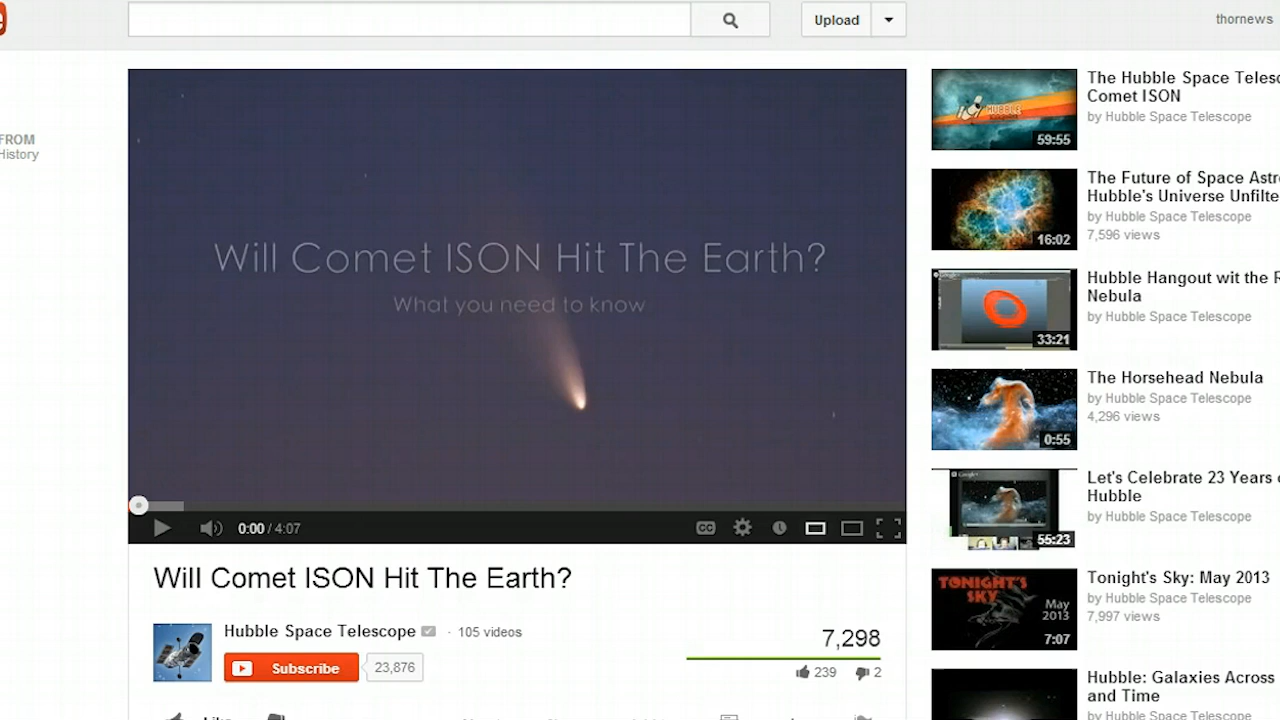 Upload
thornews
FROM
History
Will Comet ISON Hit The Earth?
What you need to know
0:00 / 4:07
CC
Will Comet ISON Hit The Earth?
Hubble Space Telescope
· 105 videos
Subscribe
23,876
7,298
239
2
The Hubble Space Telesc
Comet ISON
by Hubble Space Telescope
HUBBLE
59:55
The Future of Space Astr
Hubble's Universe Unfilte
by Hubble Space Telescope
7,596 views
16:02
Hubble Hangout wit the R
Nebula
by Hubble Space Telescope
33:21
The Horsehead Nebula
by Hubble Space Telescope
4,296 views
0:55
Let's Celebrate 23 Years o
Hubble
by Hubble Space Telescope
55:23
Tonight's Sky: May 2013
by Hubble Space Telescope
7,997 views
TONIGHT'S
SKY
May
2013
7:07
Hubble: Galaxies Across
and Time
by Hubble Space Telescope